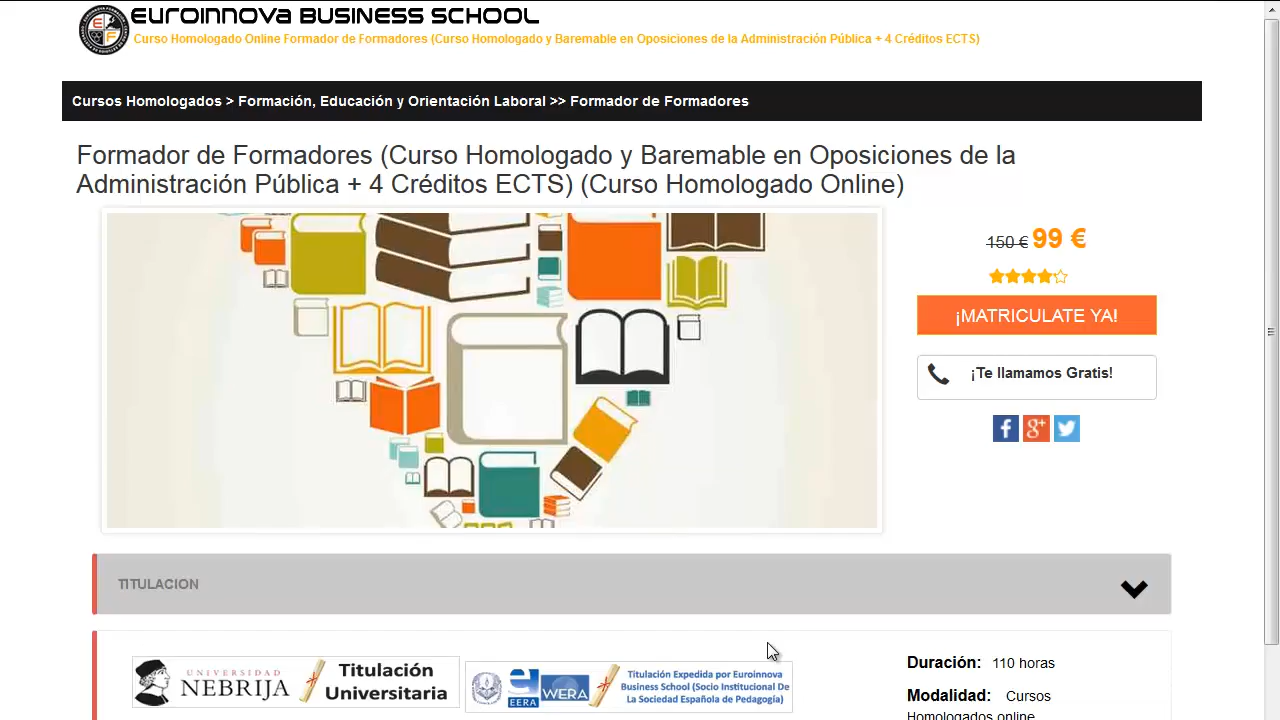 EUROINNOVA BUSINESS SCHOOL
Curso Homologado Online Formador de Formadores (Curso Homologado y Baremable en Oposiciones de la Administración Pública + 4 Créditos ECTS)
Cursos Homologados > Formación, Educación y Orientación Laboral >> Formador de Formadores
Formador de Formadores (Curso Homologado y Baremable en Oposiciones de la
Administración Pública + 4 Créditos ECTS) (Curso Homologado Online)
150 € 99 €
¡MATRICULATE YA!
¡Te llamamos Gratis!
TITULACION
UNIVERSIDAD
NEBRIJA
Titulación
Universitaria
EERA
WERA
Titulación Expedida por Euroinnova
Business School (Socio Institucional De
La Sociedad Española de Pedagogía)
Duración: 110 horas
Modalidad: Cursos
Homologados online